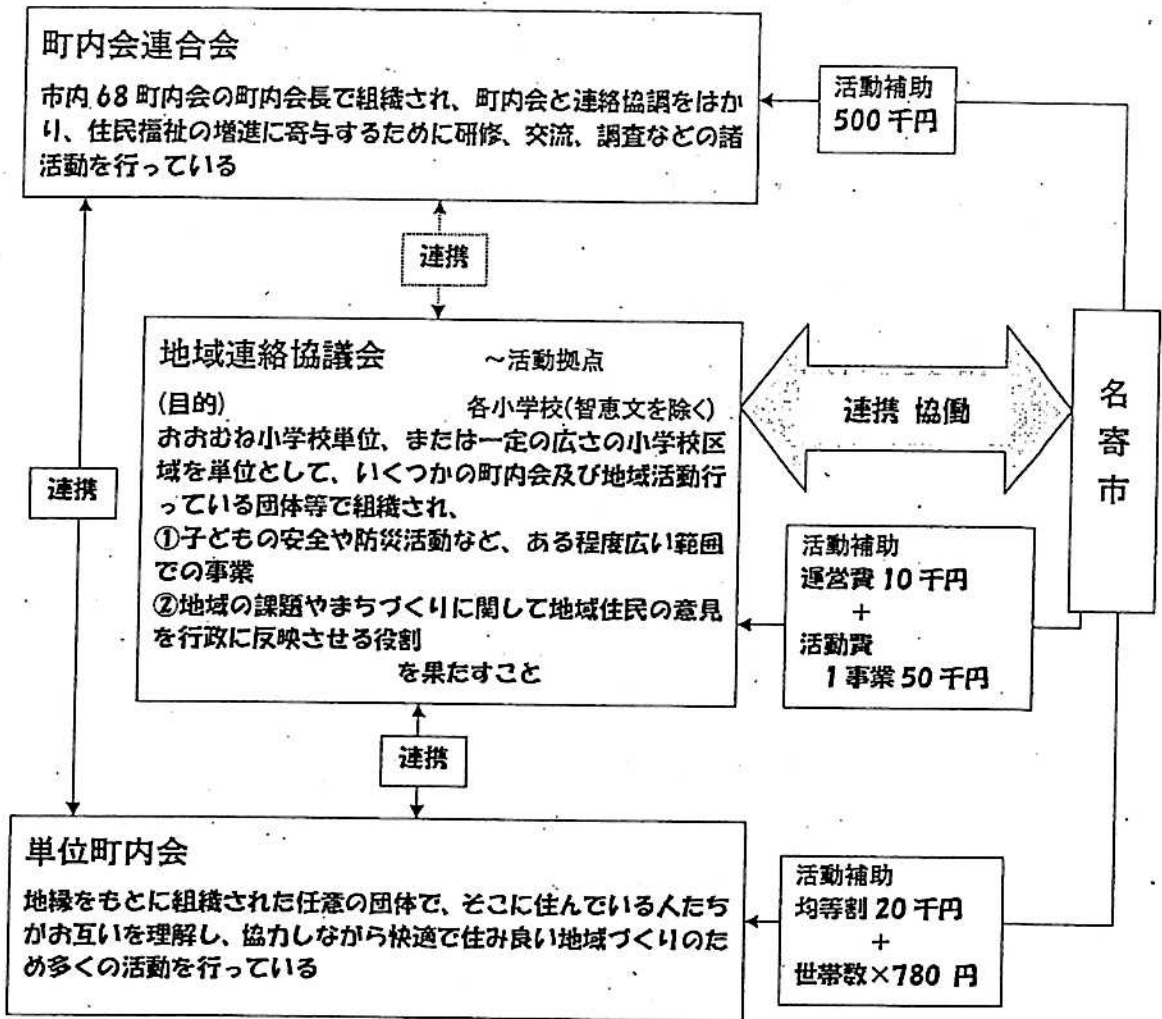 町内会連合会
市内68町内会の町内会長で組織され、町内会と連絡協調をはか
り、住民福祉の増進に寄与するために研修、交流、調査などの諸
活動を行っている
活動補助
500千円
連携
連携
地域連絡協議会 ～活動拠点
(目的) 各小学校(智恵文を除く)
おおむね小学校単位、または一定の広さの小学校区
域を単位として、いくつかの町内会及び地域活動行
っている団体等で組織され、
①子どもの安全や防災活動など、ある程度広い範囲
での事業
②地域の課題やまちづくりに関して地域住民の意見
を行政に反映させる役割
を果たすこと
連携 協働
名寄市
活動補助
運営費10千円
+
活動費
1事業50千円
連携
単位町内会
地縁をもとに組織された任意の団体で、そこに住んでいる人たち
がお互いを理解し、協力しながら快適で住み良い地域づくりのた
め多くの活動を行っている
活動補助
均等割20千円
+
世帯数×780 円